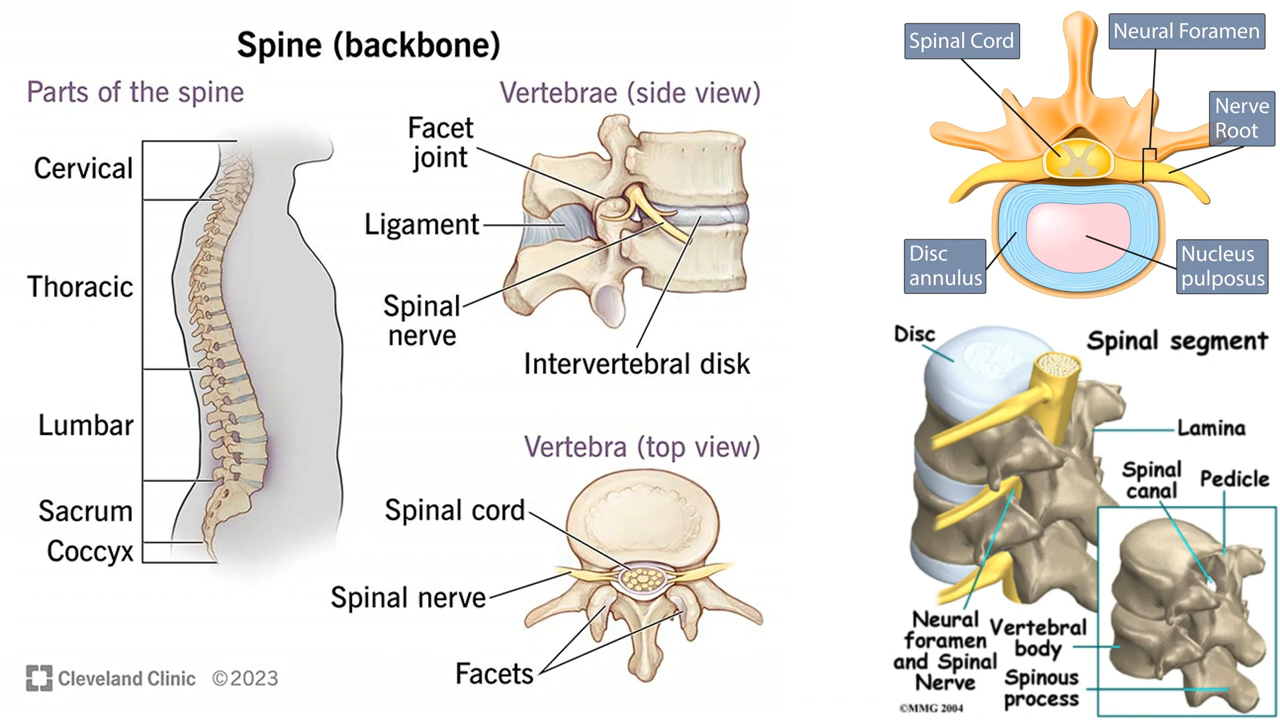 Spine (backbone)
Parts of the spine
Cervical
Thoracic
Lumbar
Sacrum
Coccyx
Cleveland Clinic ©2023
Vertebrae (side view)
Facet
joint
Ligament
Spinal
nerve
Intervertebral disk
Vertebra (top view)
Spinal cord
Spinal nerve
Facets
Spinal Cord
Neural Foramen
Nerve
Root
Disc
annulus
Nucleus
pulposus
Disc
Spinal segment
Lamina
Spinal
canal
Pedicle
Neural
foramen
and Spinal
Nerve
Vertebral
body
Spinous
process
©MMG 2004